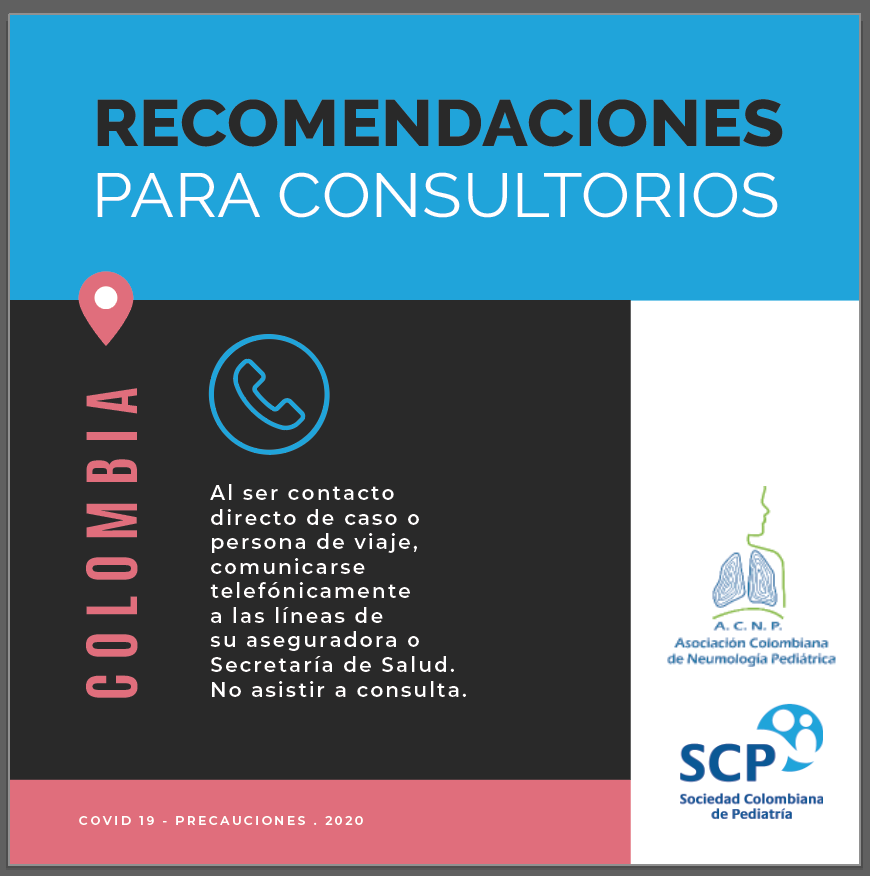 RECOMENDACIONES
PARA CONSULTORIOS
COLOMBIA
Al ser contacto
directo de caso o
persona de viaje,
comunicarse
telefónicamente
a las líneas de
su aseguradora o
Secretaría de Salud.
No asistir a consulta.
A. C. N. P.
Asociación Colombiana
de Neumología Pediátrica
SCP
Sociedad Colombiana
de Pediatría
COVID 19 - PRECAUCIONES . 2020